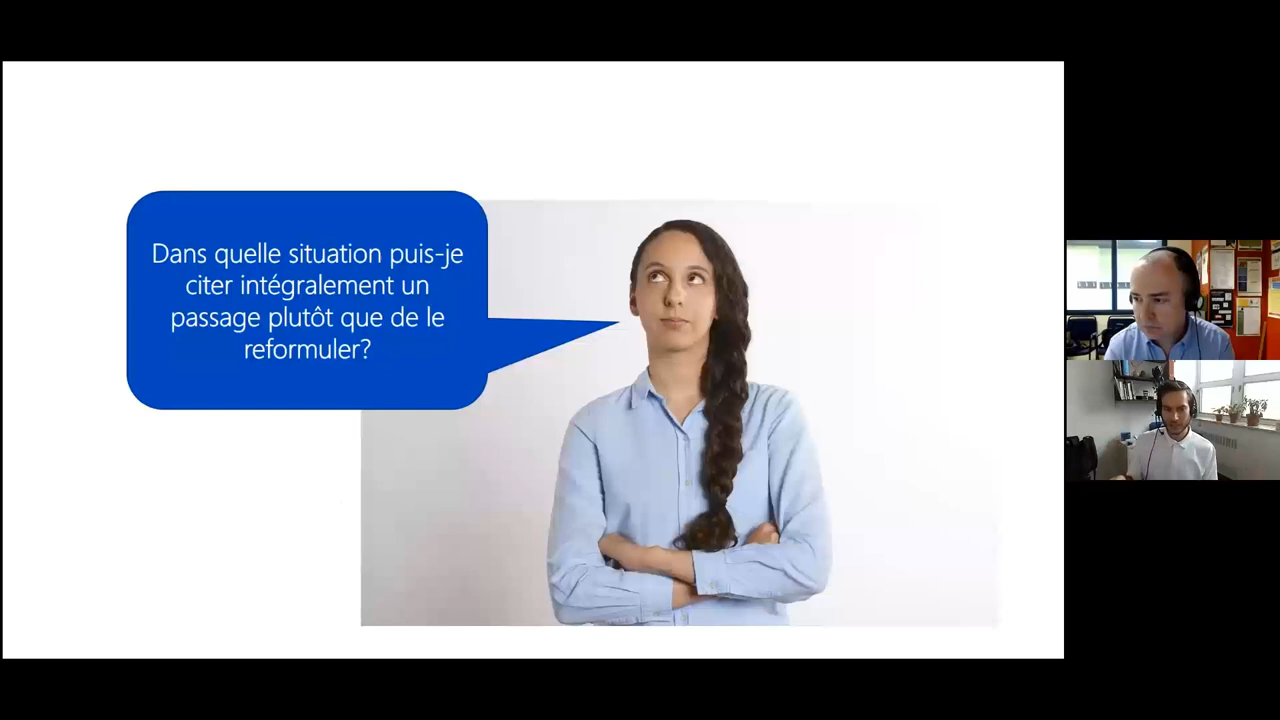 Dans quelle situation puis-je
citer intégralement un
passage plutôt que de le
reformuler?